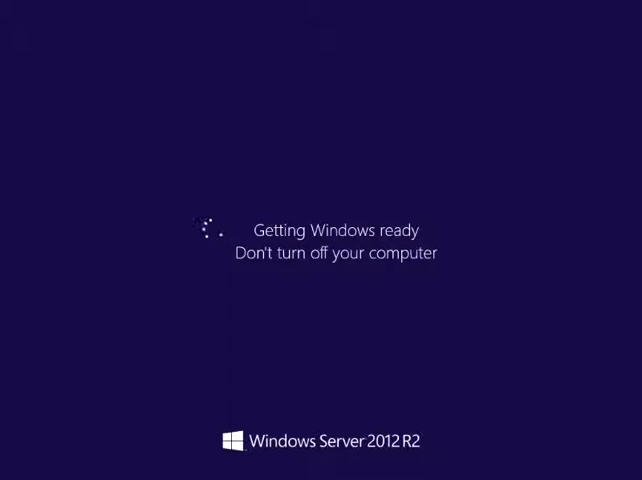 Getting Windows ready
Don't turn off your computer
Windows Server 2012 R2